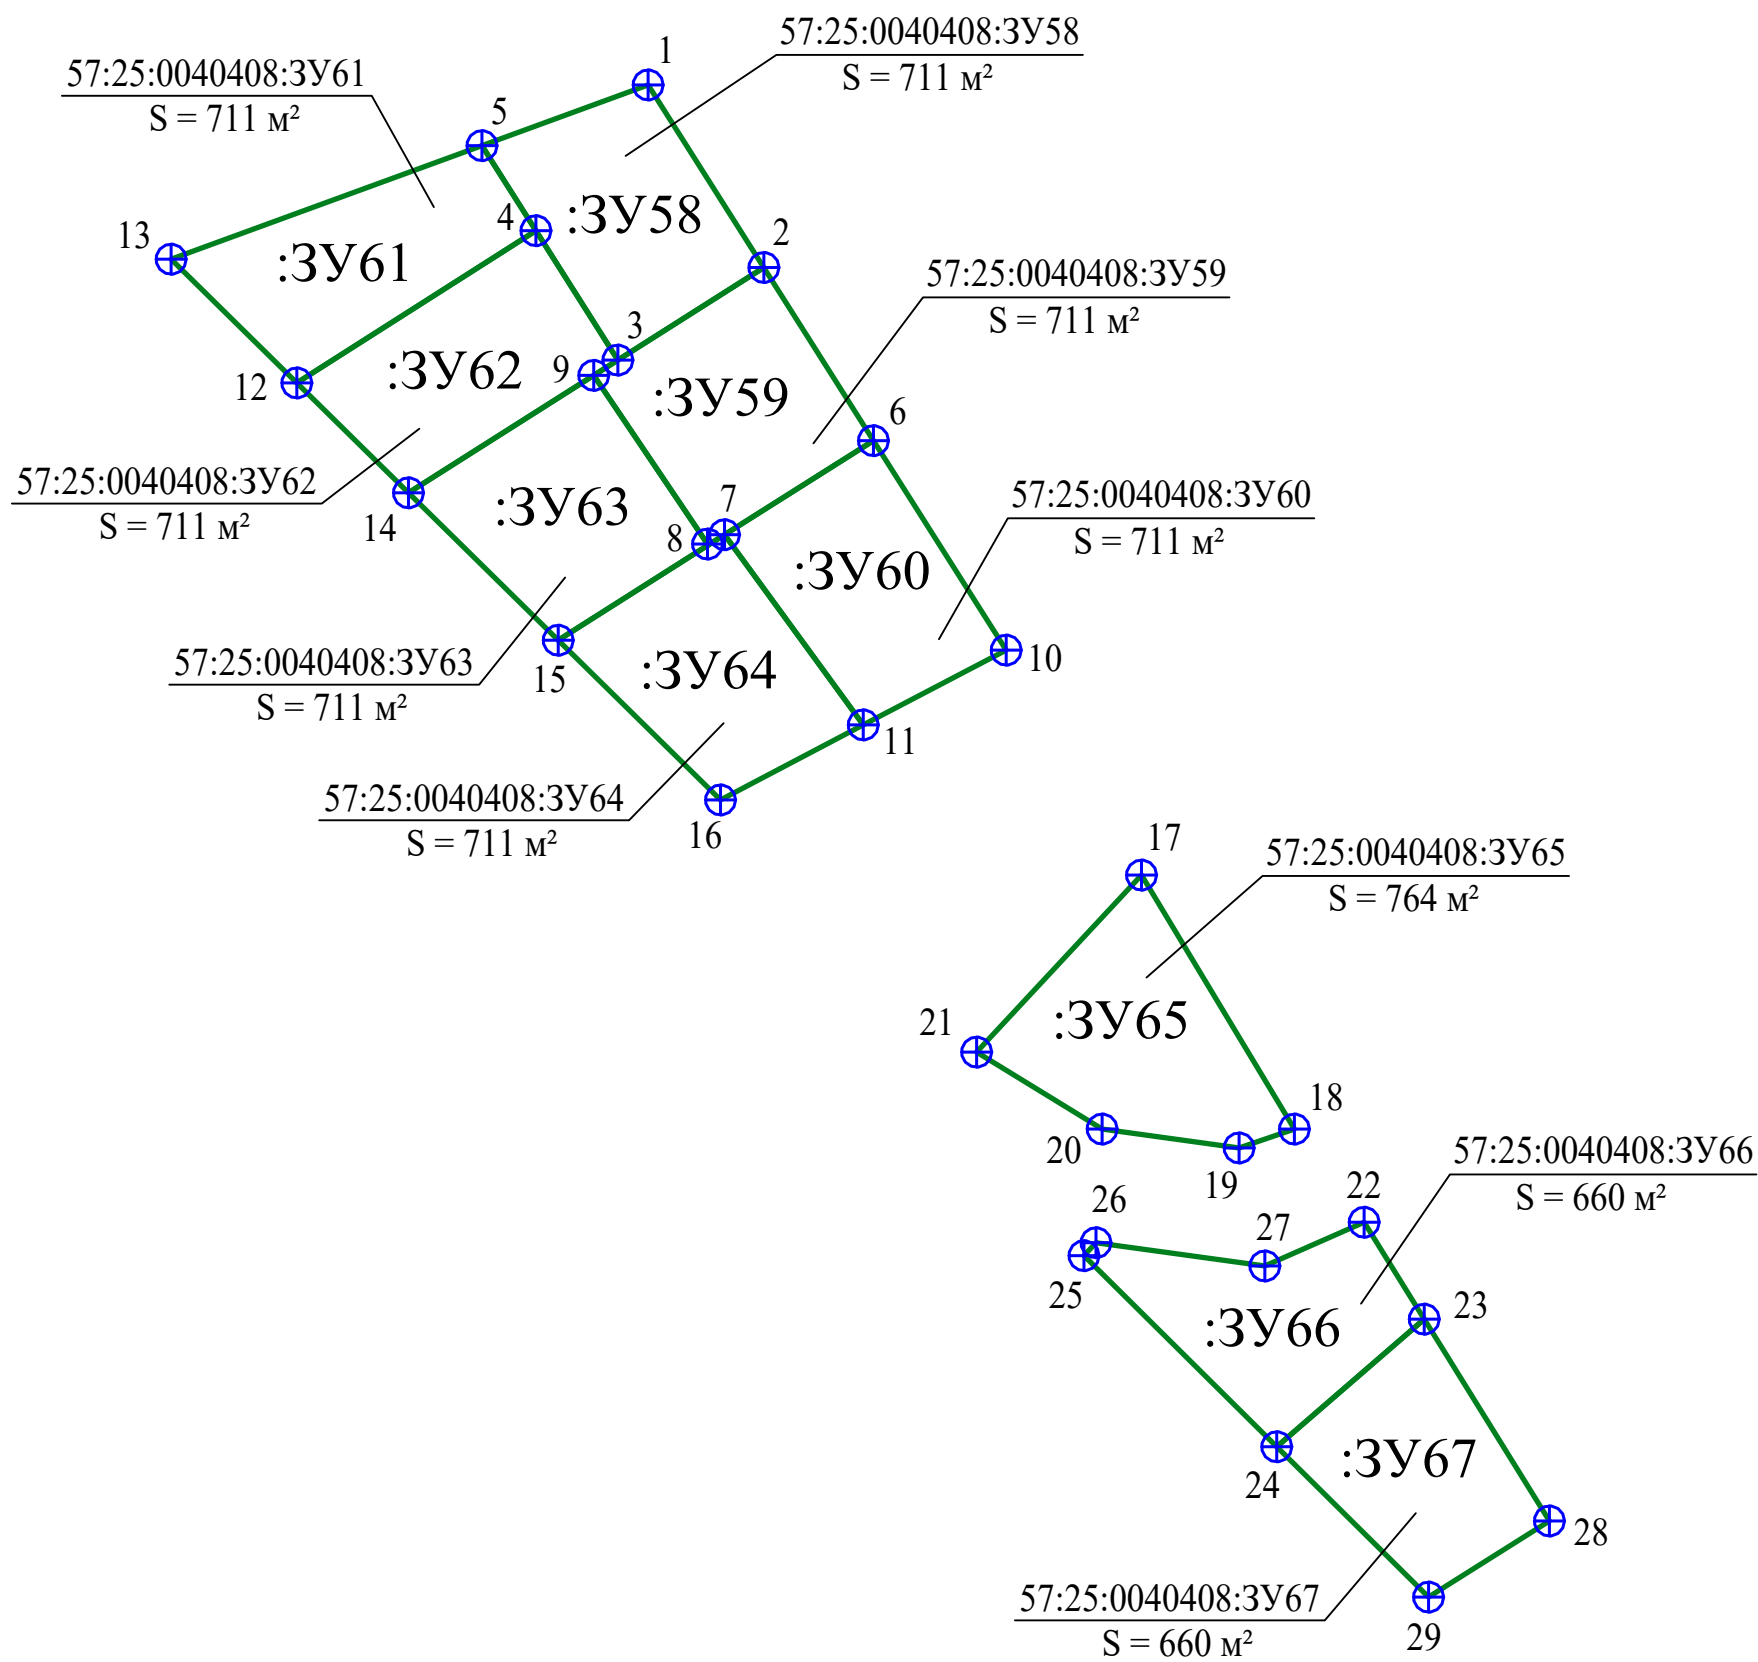 57:25:0040408:ЗУ58
S = 711 м²
1
57:25:0040408:ЗУ61
S = 711 м²
5
:ЗУ58
4
13
:ЗУ61
2
57:25:0040408:ЗУ59
S = 711 м²
3
9
:ЗУ62
12
:ЗУ59
6
57:25:0040408:ЗУ62
S = 711 м²
14
:ЗУ63
7
8
57:25:0040408:ЗУ60
S = 711 м²
:ЗУ60
57:25:0040408:ЗУ63
S = 711 м²
15
:ЗУ64
10
11
57:25:0040408:ЗУ64
S = 711 м²
16
17
57:25:0040408:ЗУ65
S = 764 м²
21
:ЗУ65
18
20
19
57:25:0040408:ЗУ66
S = 660 м²
22
26
27
25
:ЗУ66
23
24
:ЗУ67
28
57:25:0040408:ЗУ67
S = 660 м²
29